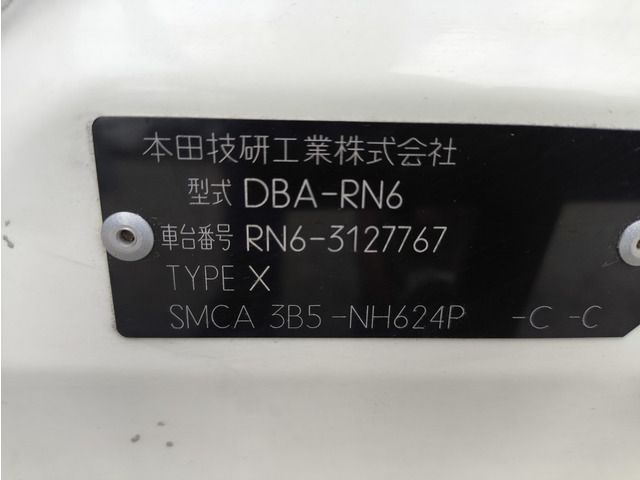 本田技研工業株式会社
型式 DBA-RN6
車台番号 RN6-3127767
TYPE X
SMCA 3B5-NH624P -C -C